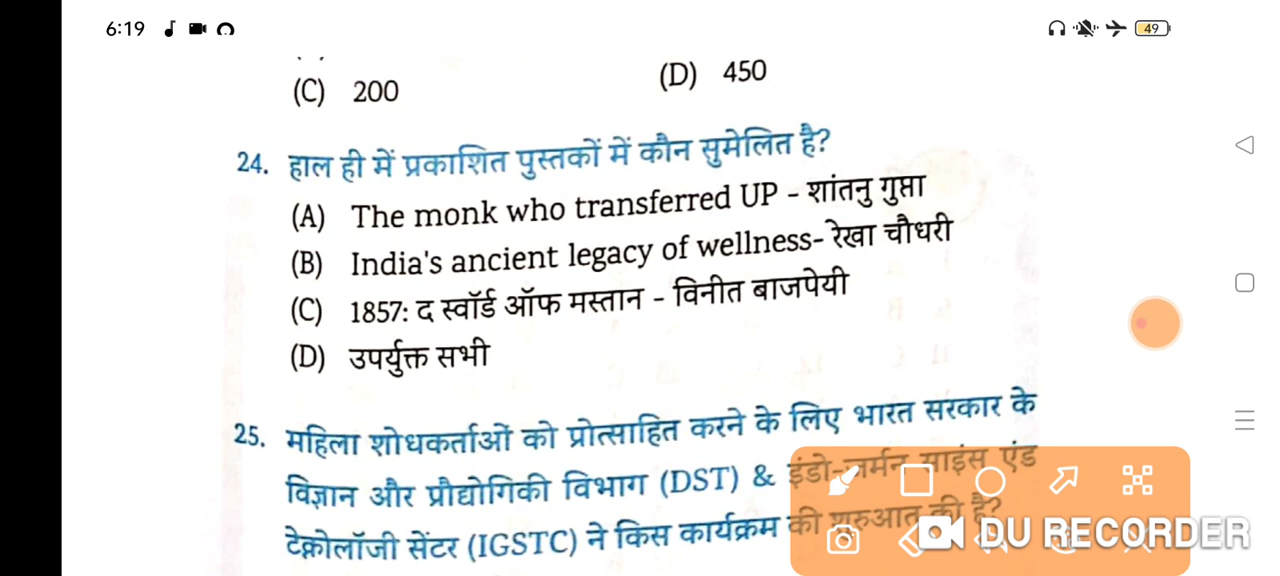 6:19
49
(C) 200
(D) 450
24. हाल ही में प्रकाशित पुस्तकों में कौन सुमेलित है?
(A) The monk who transferred UP - शांतनु गुप्ता
(B) India's ancient legacy of wellness- रेखा चौधरी
(C) 1857: द स्वॉर्ड ऑफ मस्तान - विनीत बाजपेयी
(D) उपर्युक्त सभी
25. महिला शोधकर्ताओं को प्रोत्साहित करने के लिए भारत सरकार के
विज्ञान और प्रौद्योगिकी विभाग (DST) & इंडो-जर्मन साइंस एंड
टेक्नोलॉजी सेंटर (IGSTC) ने किस कार्यक्रम की शुरुआत की है?
DU RECORDER